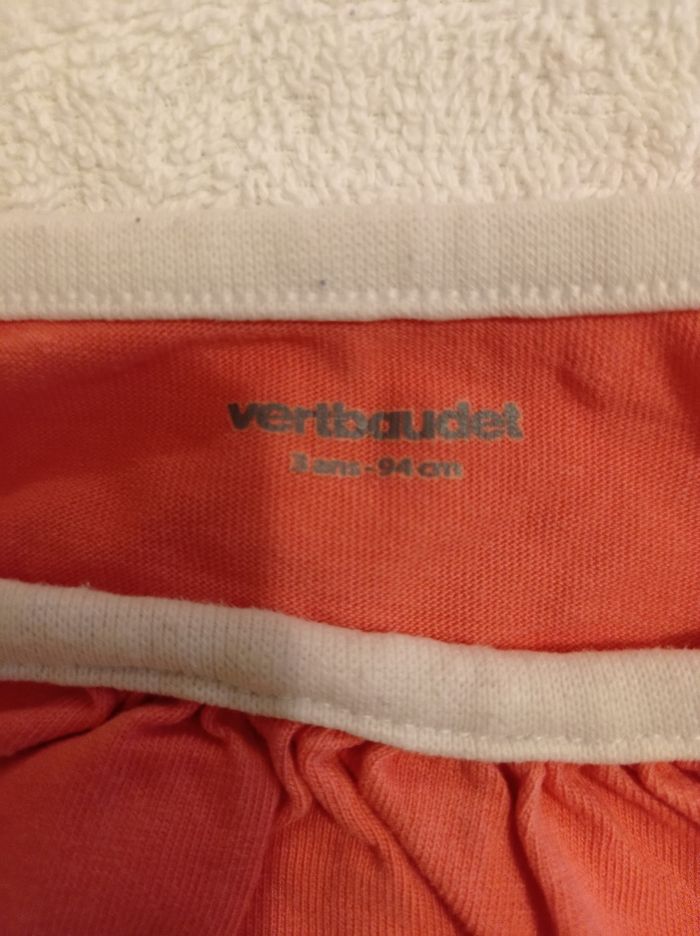 vertbaudet
3 ans - 94 cm